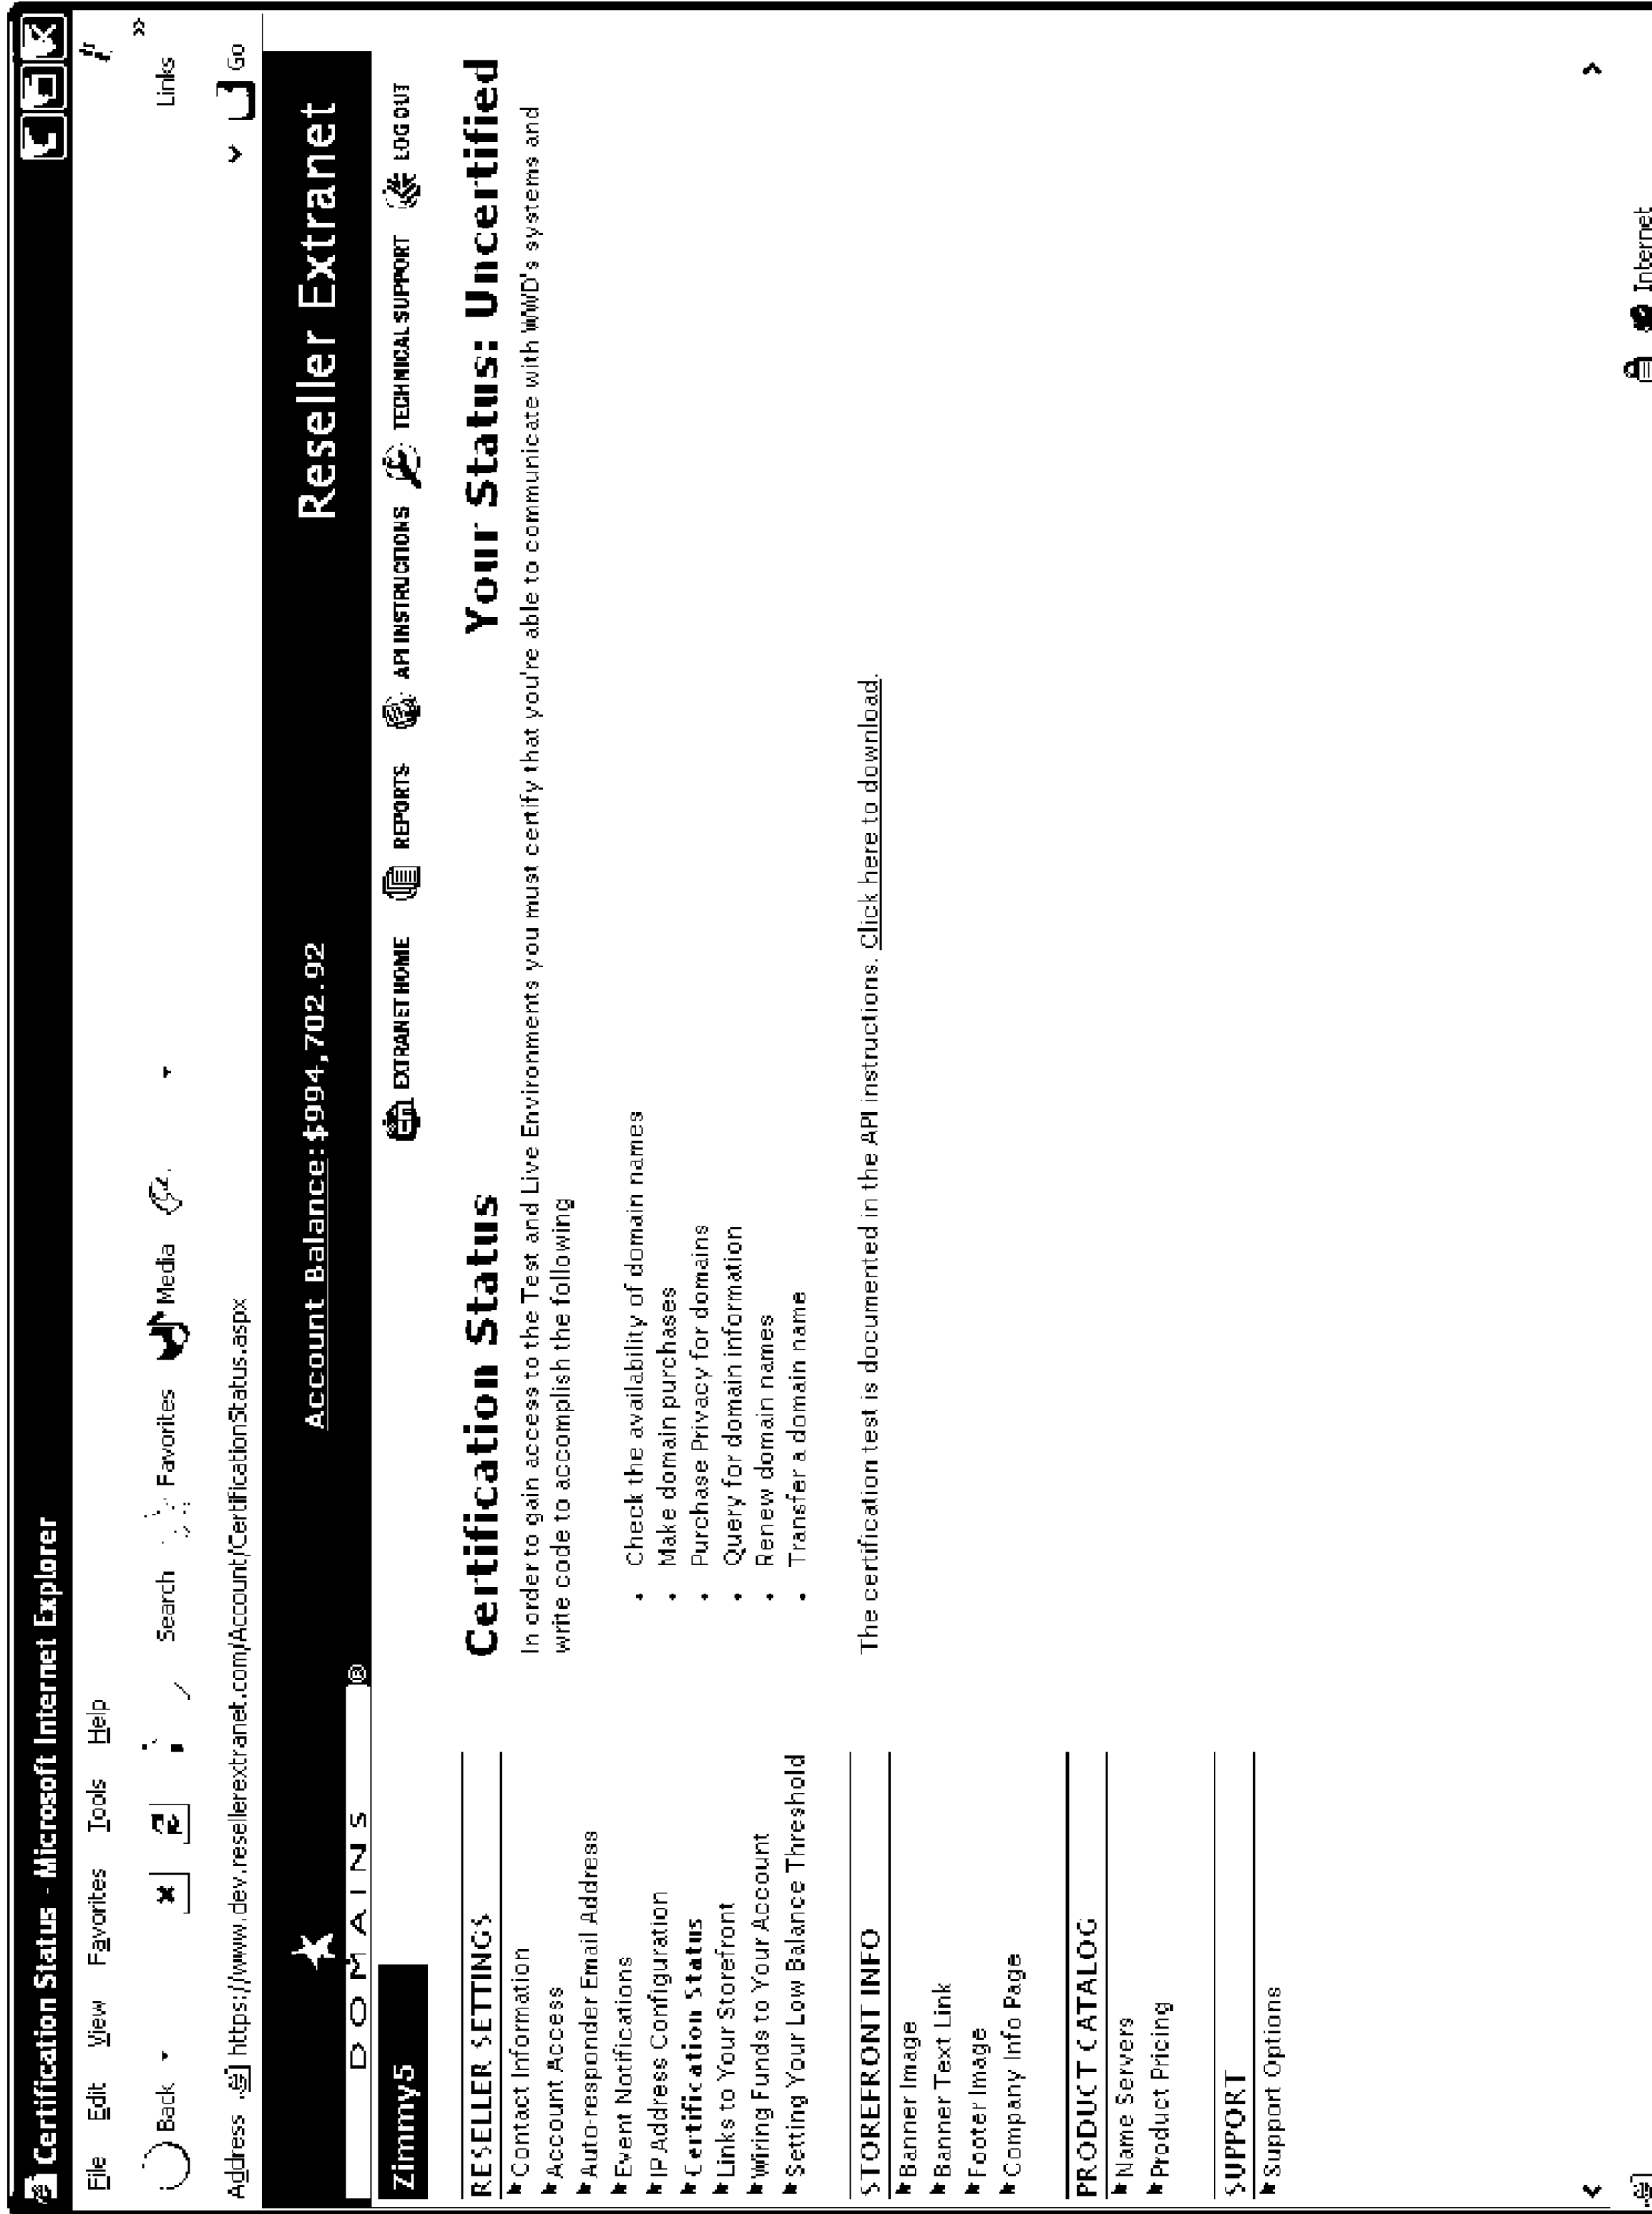 Certification Status - Microsoft Internet Explorer
File Edit View Favorites Tools Help
Back Search Favorites Media Links »
Address https://www.dev.resellerextranet.com/Account/CertificationStatus.aspx Go
DOMAINS® Account Balance:$994,702.92 Reseller Extranet
Zimmy5 EXTRANET HOME REPORTS API INSTRUCTIONS TECHNICAL SUPPORT LOG OUT
RESELLER SETTINGS
Contact Information
Account Access
Auto-responder Email Address
Event Notifications
IP Address Configuration
Certification Status
Links to Your Storefront
Wiring Funds to Your Account
Setting Your Low Balance Threshold
STOREFRONT INFO
Banner Image
Banner Text Link
Footer Image
Company Info Page
PRODUCT CATALOG
Name Servers
Product Pricing
SUPPORT
Support Options
Certification Status Your Status: Uncertified
In order to gain access to the Test and Live Environments you must certify that you're able to communicate with WWD's systems and
write code to accomplish the following
• Check the availability of domain names
• Make domain purchases
• Purchase Privacy for domains
• Query for domain information
• Renew domain names
• Transfer a domain name
The certification test is documented in the API instructions. Click here to download.
Internet